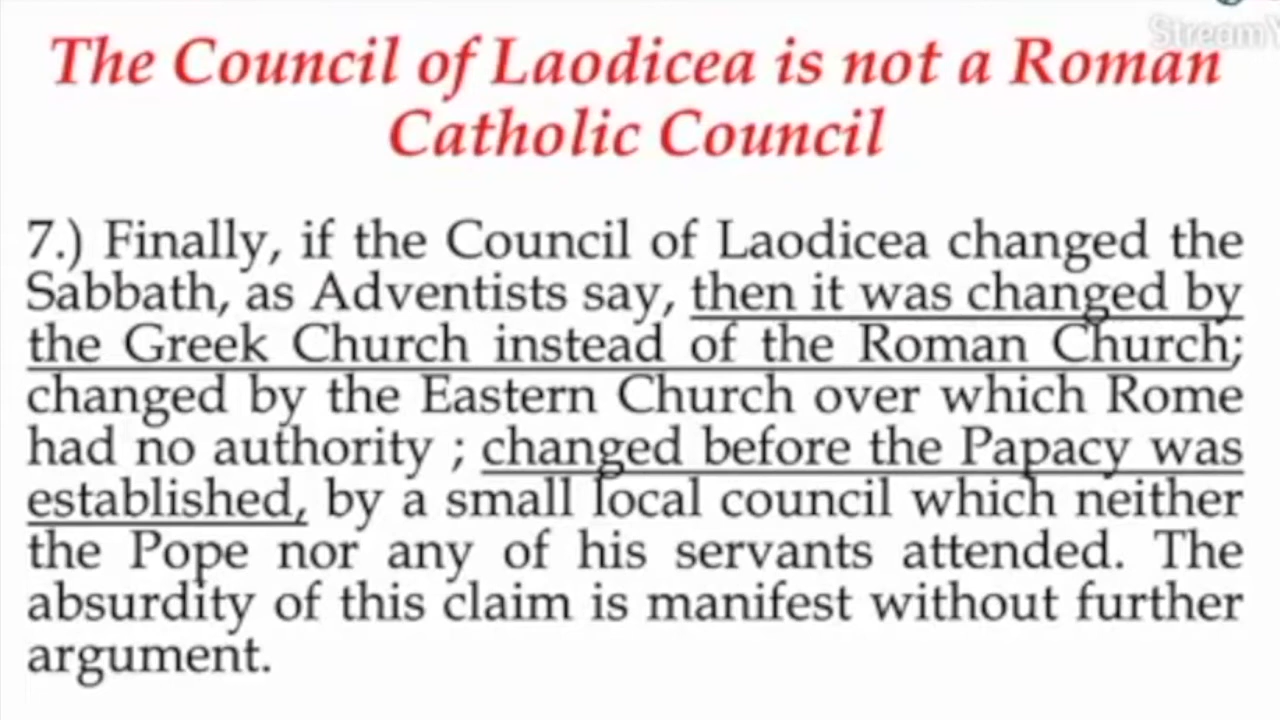 Stream
The Council of Laodicea is not a Roman
Catholic Council
7.) Finally, if the Council of Laodicea changed the
Sabbath, as Adventists say, then it was changed by
the Greek Church instead of the Roman Church;
changed by the Eastern Church over which Rome
had no authority ; changed before the Papacy was
established, by a small local council which neither
the Pope nor any of his servants attended. The
absurdity of this claim is manifest without further
argument.